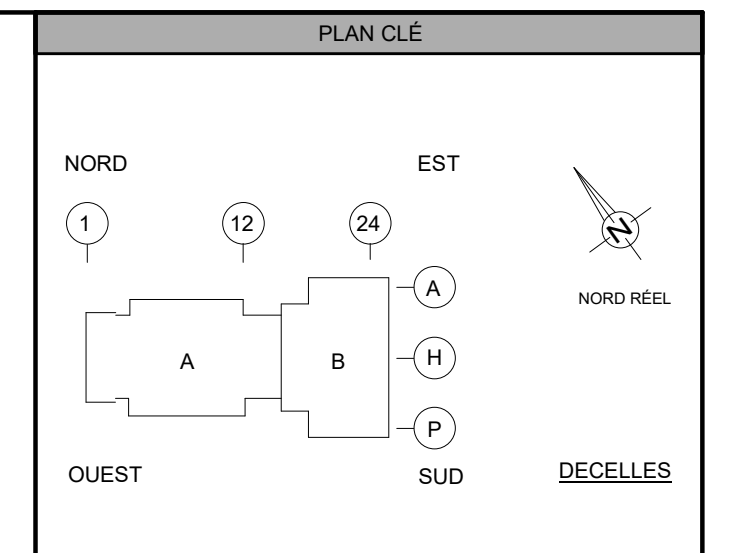 PLAN CLÉ
NORD EST
1 12 24
N
A
NORD RÉEL
A B H
P
OUEST SUD DECELLES